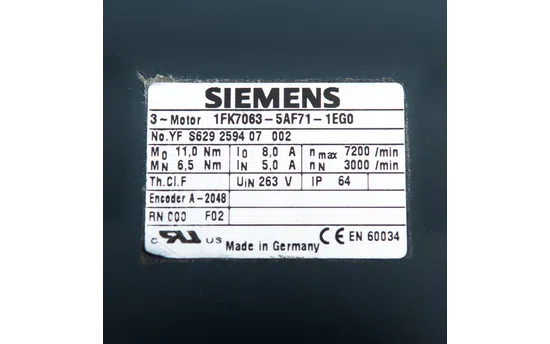 SIEMENS
3~Motor 1FK7063-5AF71-1EG0
No.YF S629 2594 07 002
M0 11,0 Nm I0 8,0 A nmax 7200 /min
MN 6,5 Nm IN 5,0 A nN 3000 /min
Th.Cl.F UIN 263 V IP 64
Encoder A-2048
RN 000 F02
c RU US Made in Germany CE EN 60034